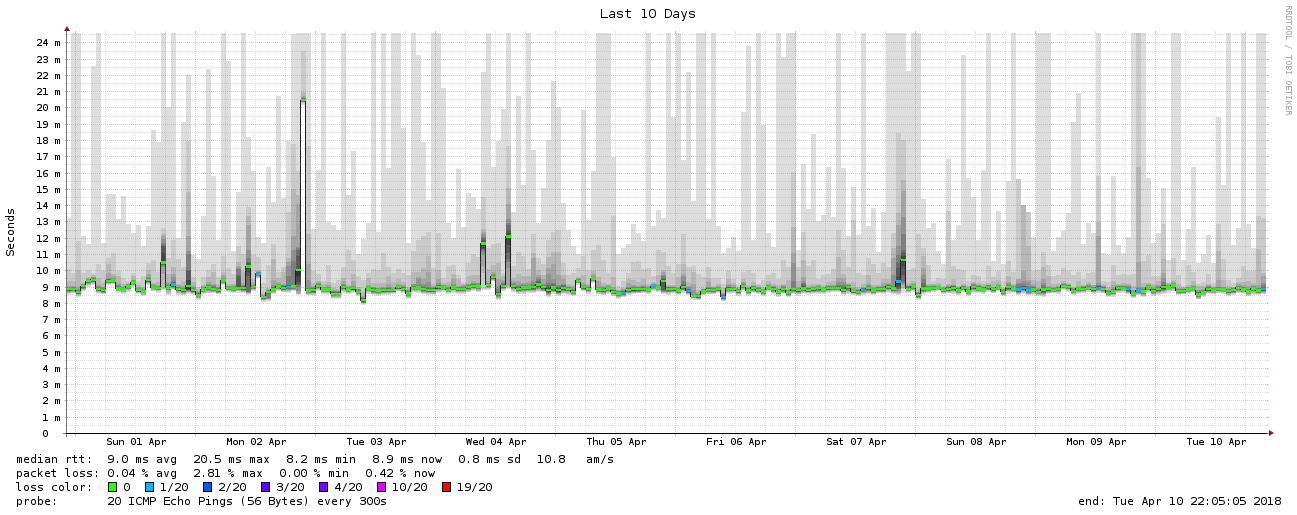 Last 10 Days
RRDTOOL / TOBI OETIKER
Seconds
24 m
23 m
22 m
21 m
20 m
19 m
18 m
17 m
16 m
15 m
14 m
13 m
12 m
11 m
10 m
9 m
8 m
7 m
6 m
5 m
4 m
3 m
2 m
1 m
0
Sun 01 Apr Mon 02 Apr Tue 03 Apr Wed 04 Apr Thu 05 Apr Fri 06 Apr Sat 07 Apr Sun 08 Apr Mon 09 Apr Tue 10 Apr
median rtt: 9.0 ms avg 20.5 ms max 8.2 ms min 8.9 ms now 0.8 ms sd 10.8 am/s
packet loss: 0.04 % avg 2.81 % max 0.00 % min 0.42 % now
loss color: 0 1/20 2/20 3/20 4/20 10/20 19/20
probe: 20 ICMP Echo Pings (56 Bytes) every 300s end: Tue Apr 10 22:05:05 2018